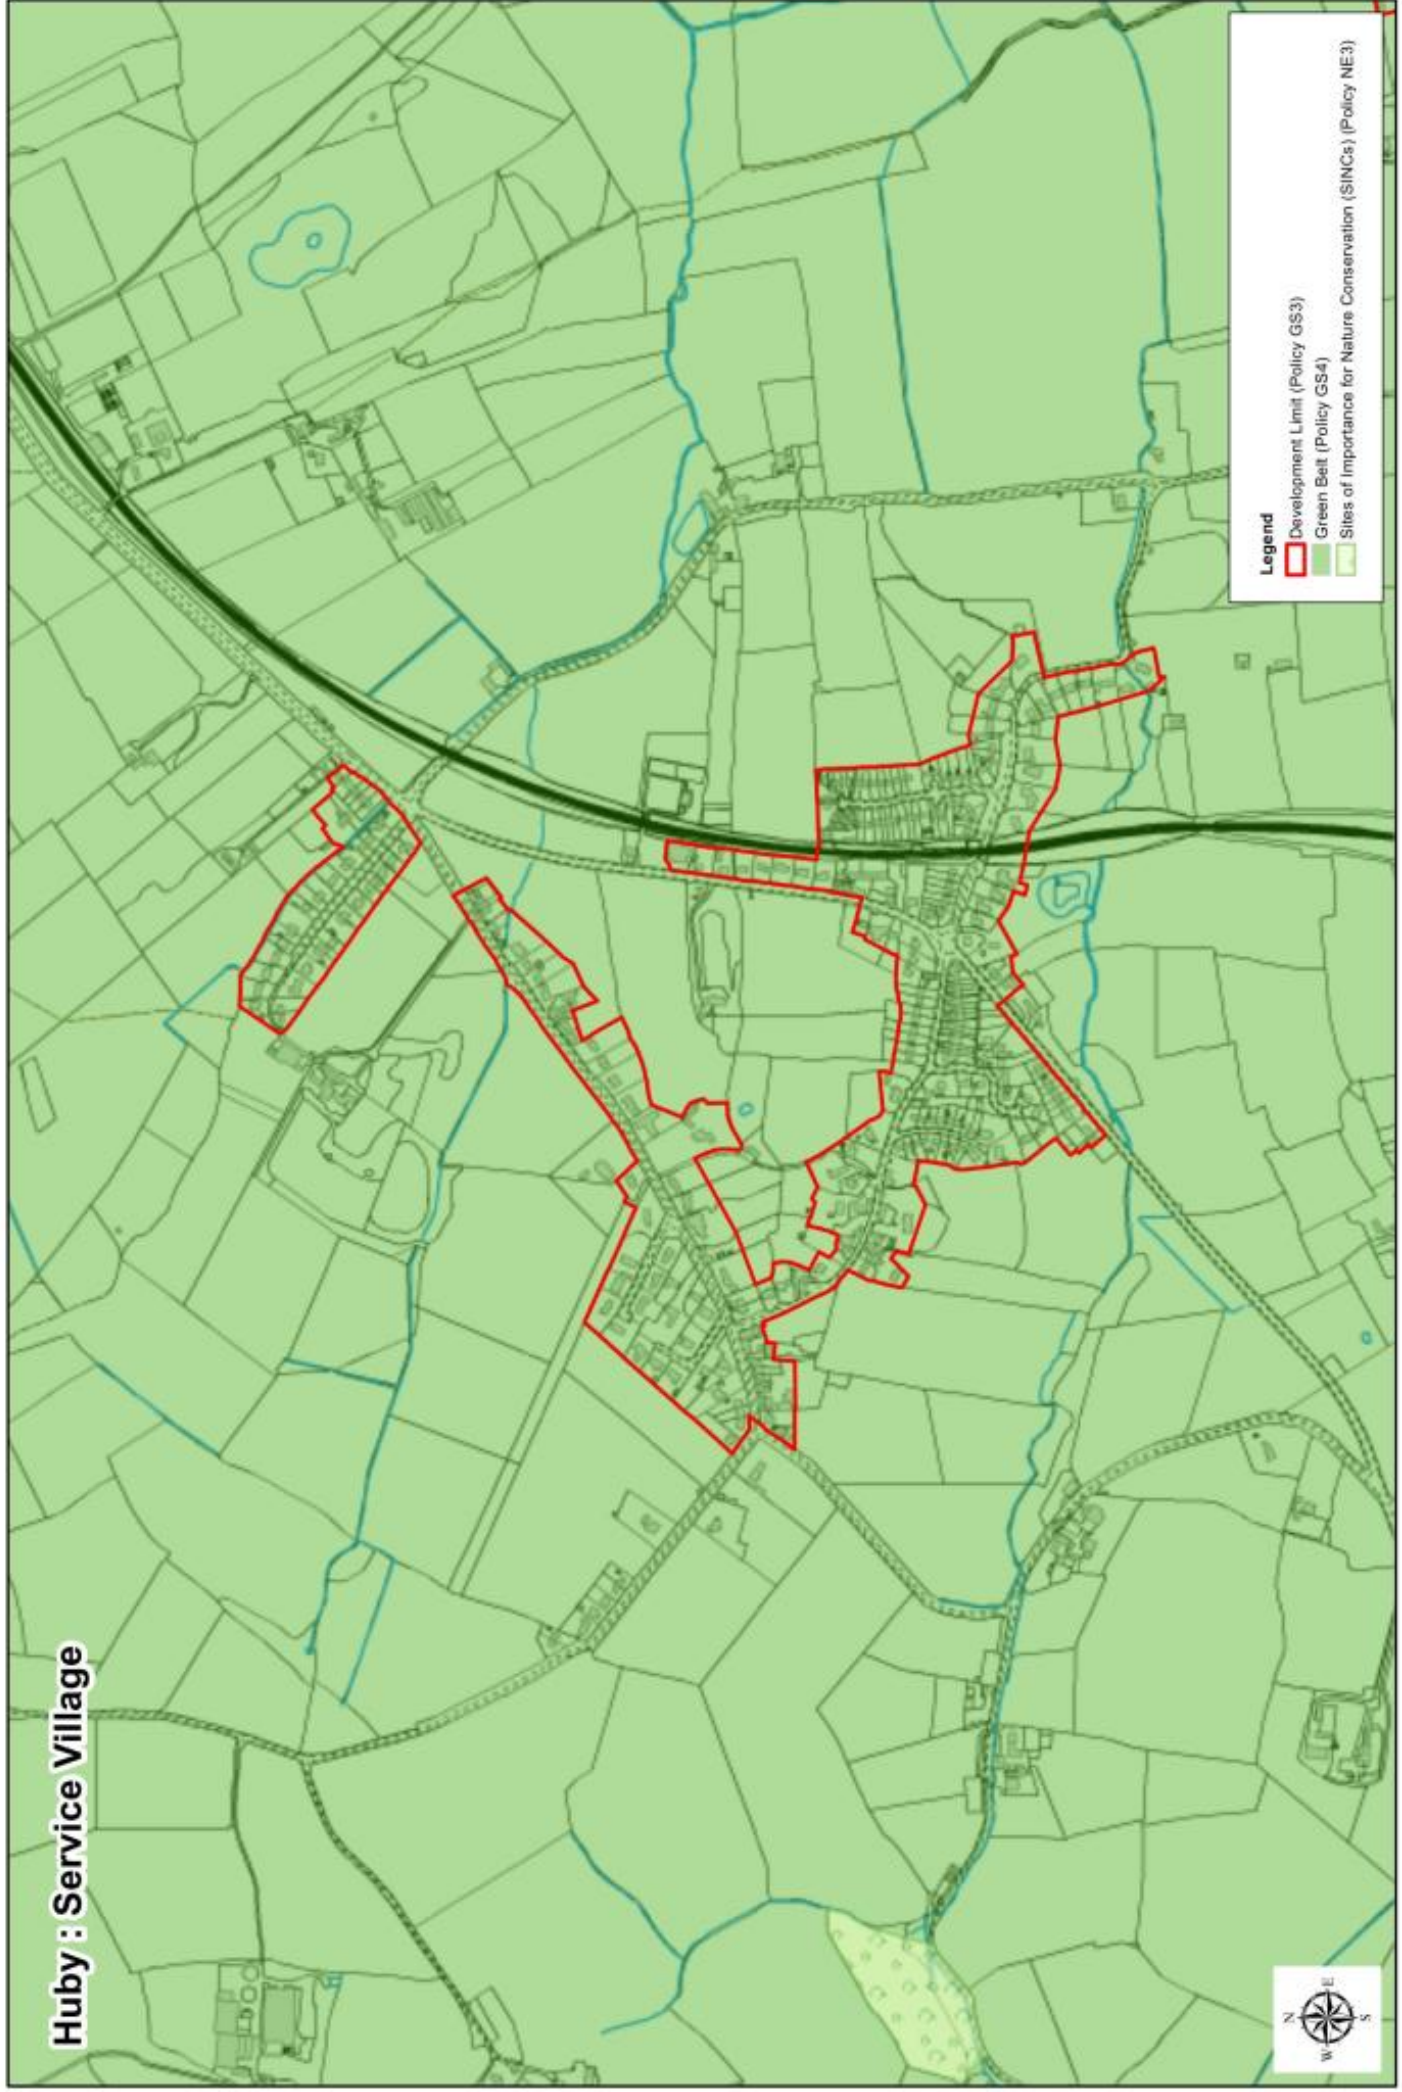 Huby : Service Village
Legend
Development Limit (Policy GS3)
Green Belt (Policy GS4)
Sites of Importance for Nature Conservation (SINCs) (Policy NE3)
N
W E
S